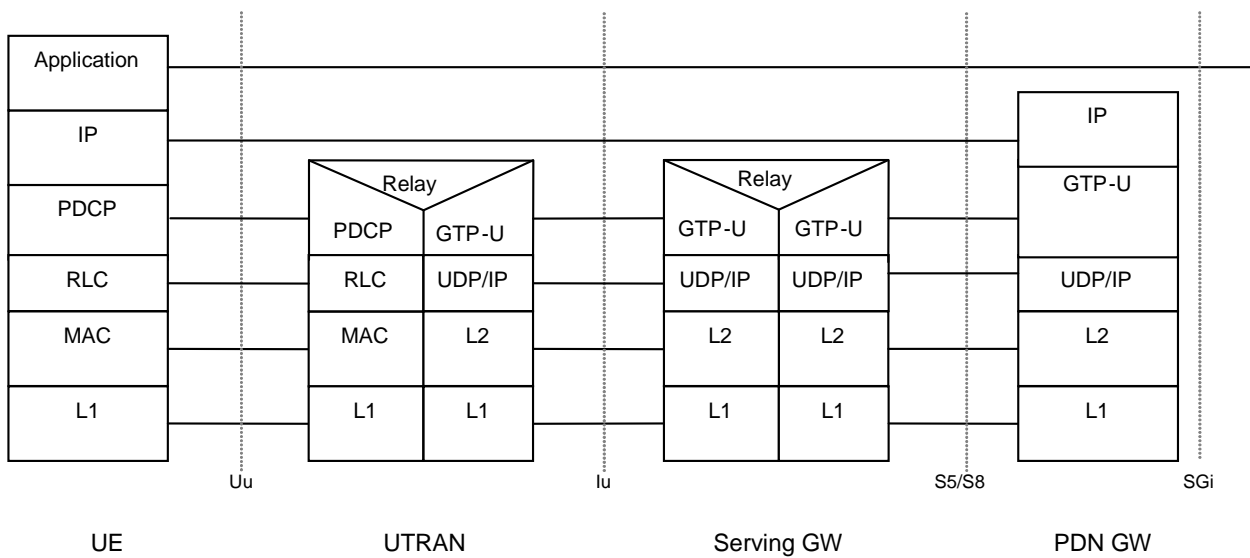 Application
IP
PDCP
RLC
MAC
L1
Relay
PDCP
GTP-U
RLC
UDP/IP
MAC
L2
L1
L1
Relay
GTP-U
GTP-U
UDP/IP
UDP/IP
L2
L2
L1
L1
IP
GTP-U
UDP/IP
L2
L1
Uu
Iu
S5/S8
SGi
UE
UTRAN
Serving GW
PDN GW